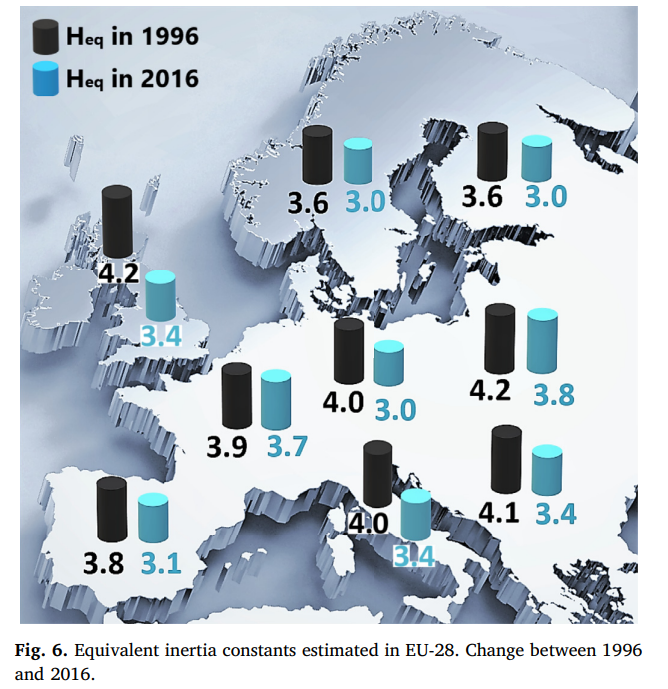 Heq in 1996
Heq in 2016
3.6 3.0
3.6 3.0
4.2
3.4
4.0 3.0
4.2 3.8
3.9 3.7
4.0
3.4
4.1 3.4
3.8 3.1
Fig. 6. Equivalent inertia constants estimated in EU-28. Change between 1996
and 2016.